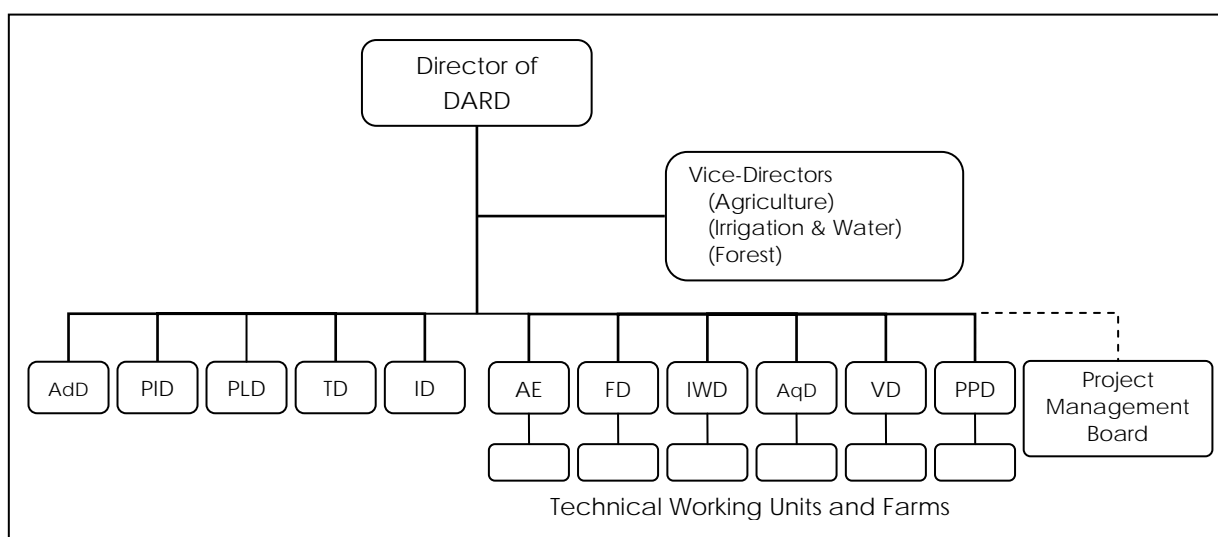 Director of
DARD
Vice-Directors
(Agriculture)
(Irrigation & Water)
(Forest)
AdD
PID
PLD
TD
ID
AE
FD
IWD
AqD
VD
PPD
Project
Management
Board
Technical Working Units and Farms